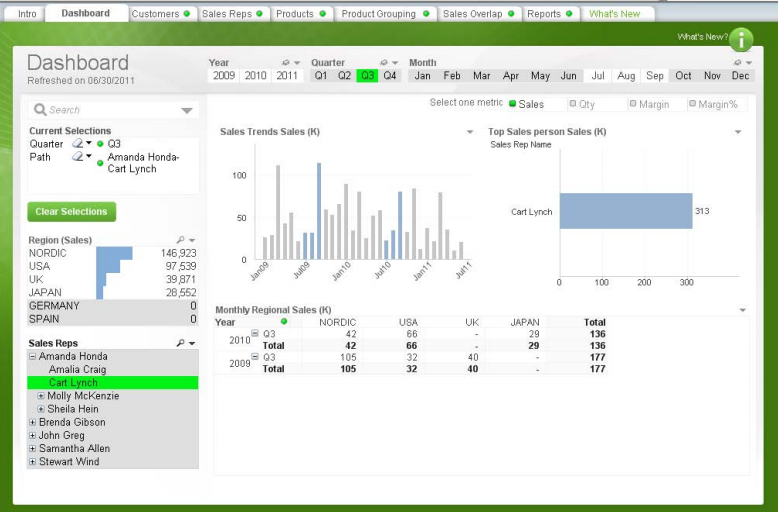 Intro Dashboard Customers Sales Reps Products Product Grouping Sales Overlap Reports What's New
What's New? i
Dashboard
Refreshed on 06/30/2011
Year Quarter Month
2009 2010 2011 Q1 Q2 Q3 Q4 Jan Feb Mar Apr May Jun Jul Aug Sep Oct Nov Dec
Select one metric Sales Qty Margin Margin%
Search
Current Selections
Quarter Q3
Path Amanda Honda-
Cart Lynch
Clear Selections
Region (Sales)
NORDIC 146,923
USA 97,539
UK 39,871
JAPAN 28,552
GERMANY 0
SPAIN 0
Sales Reps
Amanda Honda
Amalia Craig
Cart Lynch
Molly McKenzie
Sheila Hein
Brenda Gibson
John Greg
Samantha Allen
Stewart Wind
Sales Trends Sales (K)
100
50
0
Jan09 Jul09 Jan10 Jul10 Jan11 Jul11
Top Sales person Sales (K)
Sales Rep Name
Cart Lynch 313
0 100 200 300
Monthly Regional Sales (K)
Year NORDIC USA UK JAPAN Total
2010 Q3 42 66 - 29 136
Total 42 66 - 29 136
2009 Q3 105 32 40 - 177
Total 105 32 40 - 177